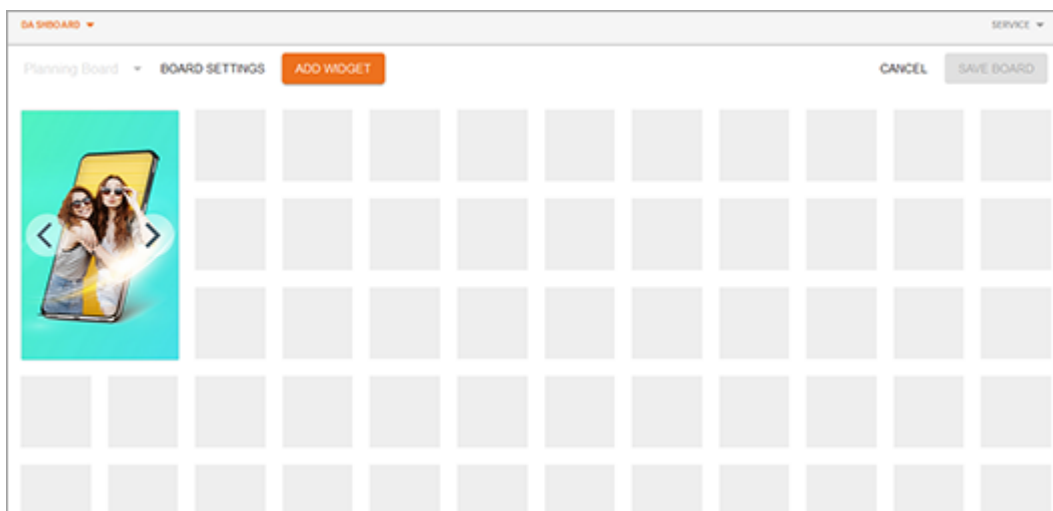 DASHBOARD
SERVICE
Planning Board
BOARD SETTINGS
ADD WIDGET
CANCEL
SAVE BOARD